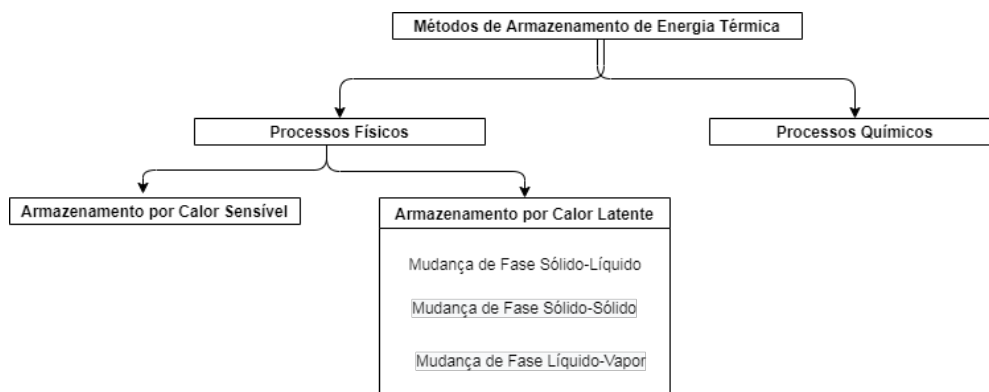 Métodos de Armazenamento de Energia Térmica
Processos Físicos
Processos Químicos
Armazenamento por Calor Sensível
Armazenamento por Calor Latente
Mudança de Fase Sólido-Líquido
Mudança de Fase Sólido-Sólido
Mudança de Fase Líquido-Vapor